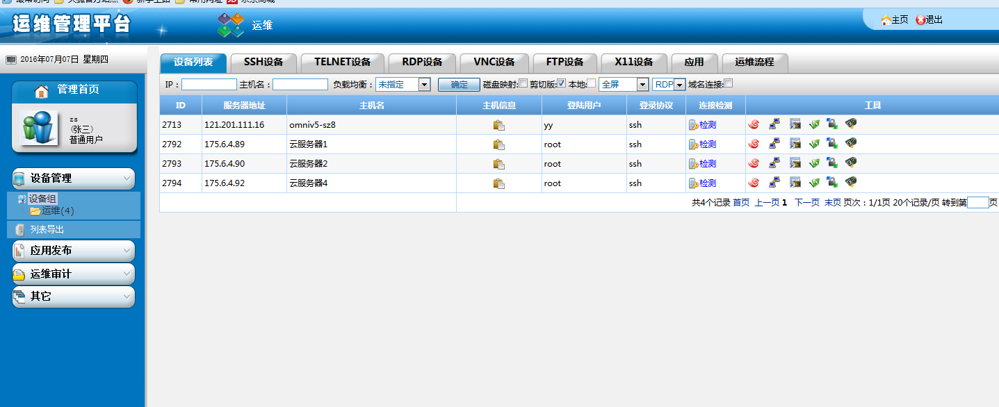 运维管理平台
运维
主页 退出
2016年07月07日 星期四
管理首页
zs
(张三)
普通用户
设备管理
设备组
运维(4)
列表导出
应用发布
运维审计
其它
设备列表 SSH设备 TELNET设备 RDP设备 VNC设备 FTP设备 X11设备 应用 运维流程
IP： 主机名： 负载均衡： 未指定 确定 磁盘映射: 剪切版: 本地: 全屏 RDP 域名连接:
ID 服务器地址 主机名 主机信息 登陆用户 登录协议 连接检测 工具
2713 121.201.111.16 omniv5-sz8 yy ssh 检测
2792 175.6.4.89 云服务器1 root ssh 检测
2793 175.6.4.90 云服务器2 root ssh 检测
2794 175.6.4.92 云服务器4 root ssh 检测
共4个记录 首页 上一页 1 下一页 末页 页次：1/1页 20个记录/页 转到第 页